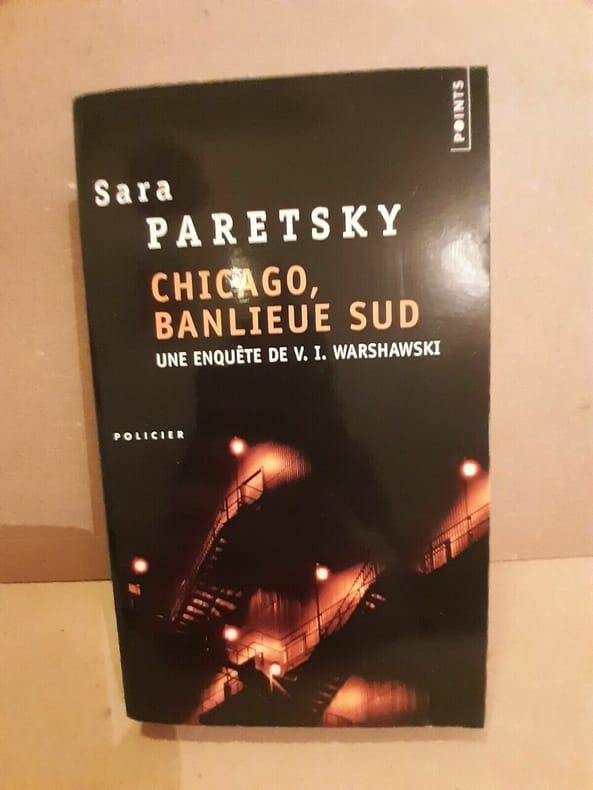 POINTS
Sara
PARETSKY
CHICAGO,
BANLIEUE SUD
UNE ENQUÊTE DE V. I. WARSHAWSKI
POLICIER